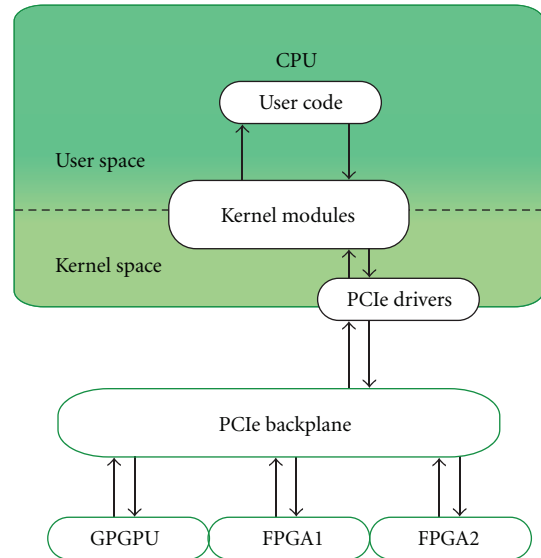 CPU
User code
User space
Kernel modules
Kernel space
PCIe drivers
PCIe backplane
GPGPU
FPGA1
FPGA2